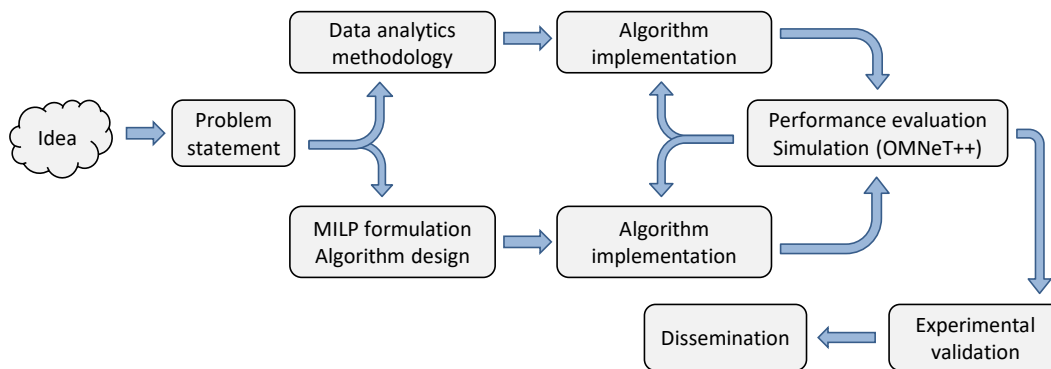 Data analytics
methodology
Algorithm
implementation
Idea
Problem
statement
Performance evaluation
Simulation (OMNeT++)
MILP formulation
Algorithm design
Algorithm
implementation
Dissemination
Experimental
validation